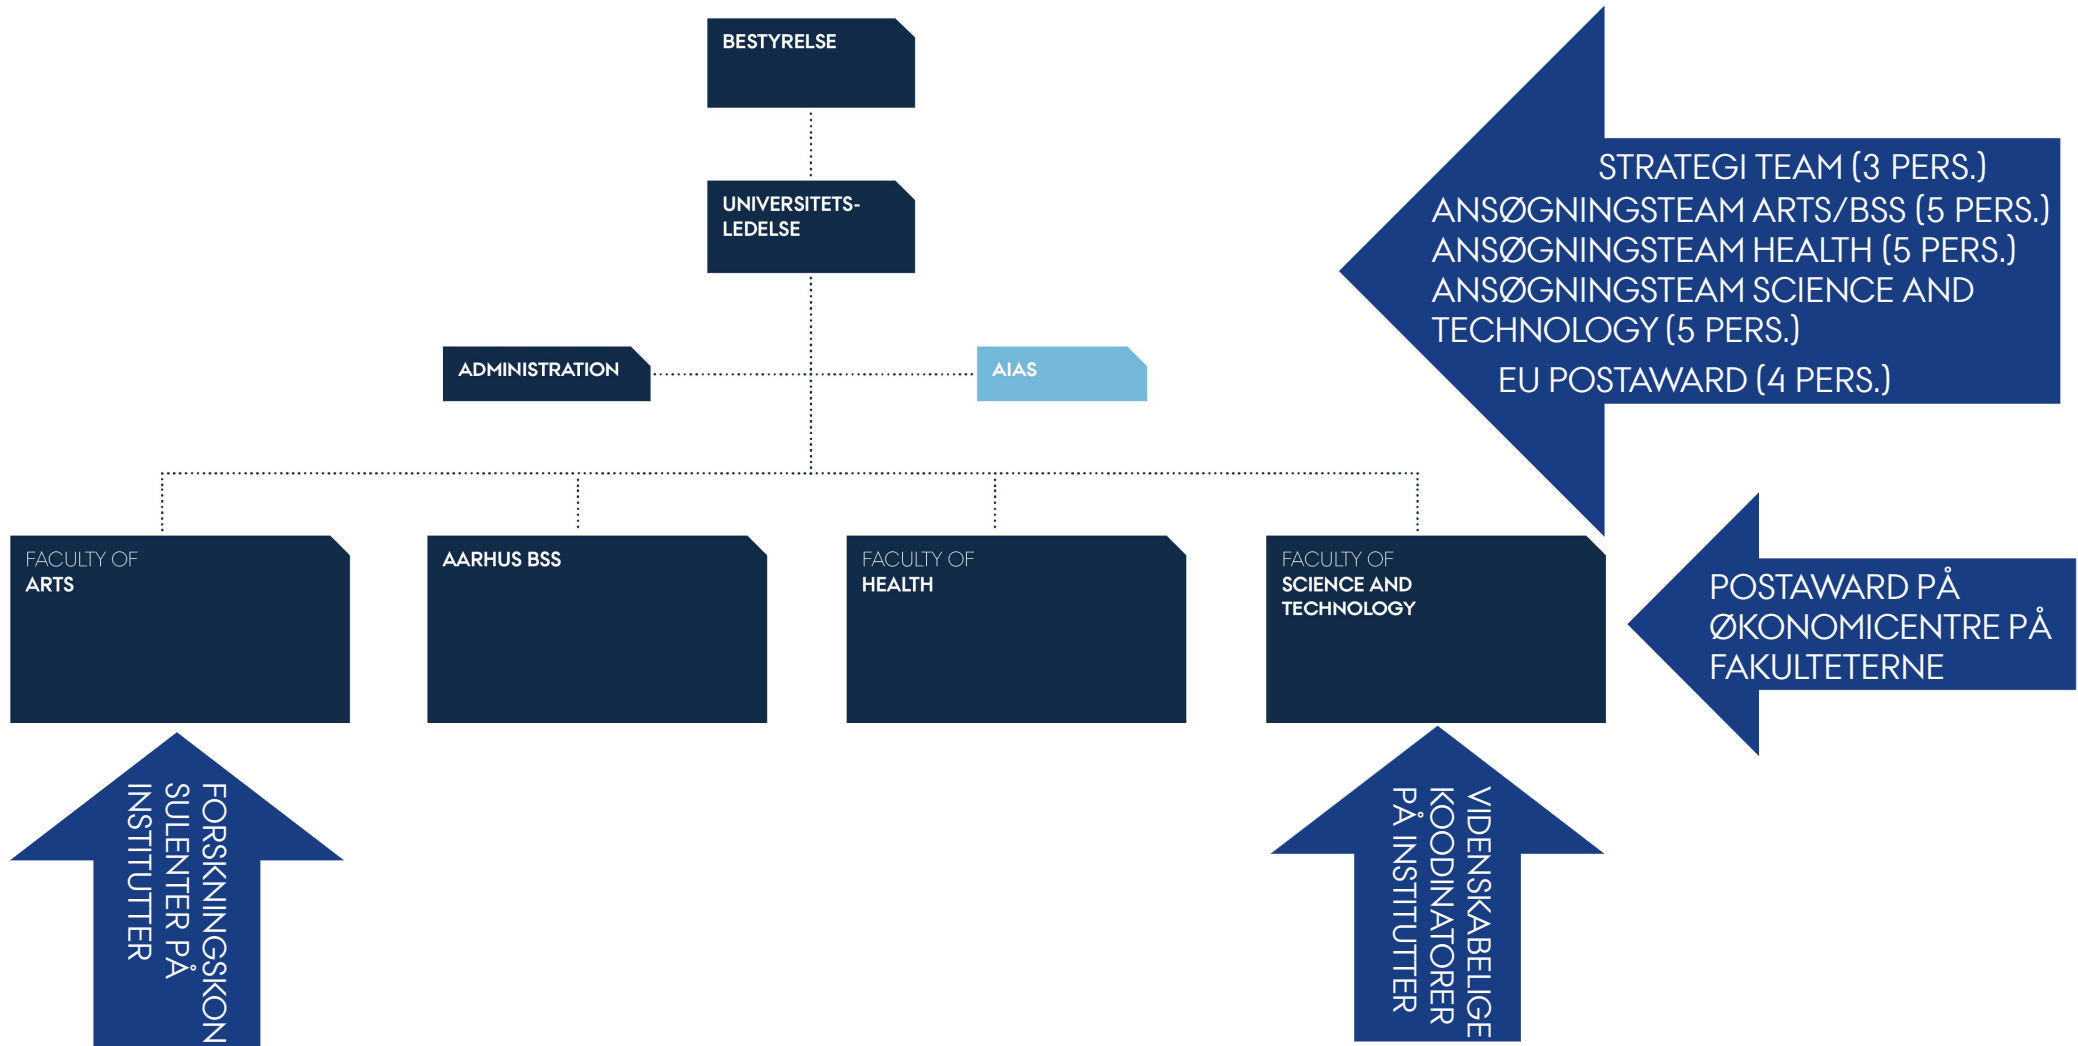 BESTYRELSE
UNIVERSITETS-
LEDELSE
ADMINISTRATION
AIAS
STRATEGI TEAM (3 PERS.)
ANSØGNINGSTEAM ARTS/BSS (5 PERS.)
ANSØGNINGSTEAM HEALTH (5 PERS.)
ANSØGNINGSTEAM SCIENCE AND
TECHNOLOGY (5 PERS.)
EU POSTAWARD (4 PERS.)
FACULTY OF
ARTS
AARHUS BSS
FACULTY OF
HEALTH
FACULTY OF
SCIENCE AND
TECHNOLOGY
POSTAWARD PÅ
ØKONOMICENTRE PÅ
FAKULTETERNE
FORSKNINGSKON
SULENTER PÅ
INSTITUTTER
VIDENSKABELIGE
KOODINATORER
PÅ INSTITUTTER